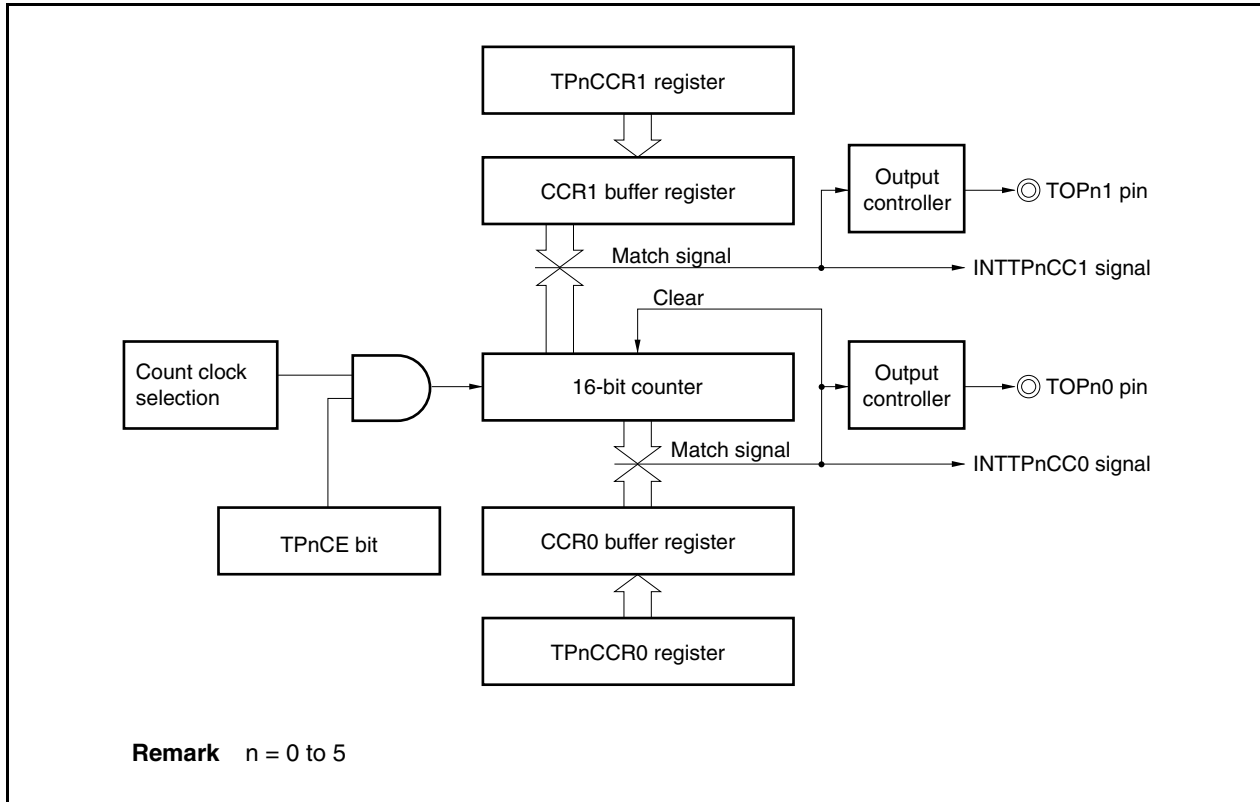 TPnCCR1 register
CCR1 buffer register
Output
controller
TOPn1 pin
Match signal
INTTPnCC1 signal
Clear
Count clock
selection
16-bit counter
Output
controller
TOPn0 pin
Match signal
INTTPnCC0 signal
TPnCE bit
CCR0 buffer register
TPnCCR0 register
Remark n = 0 to 5